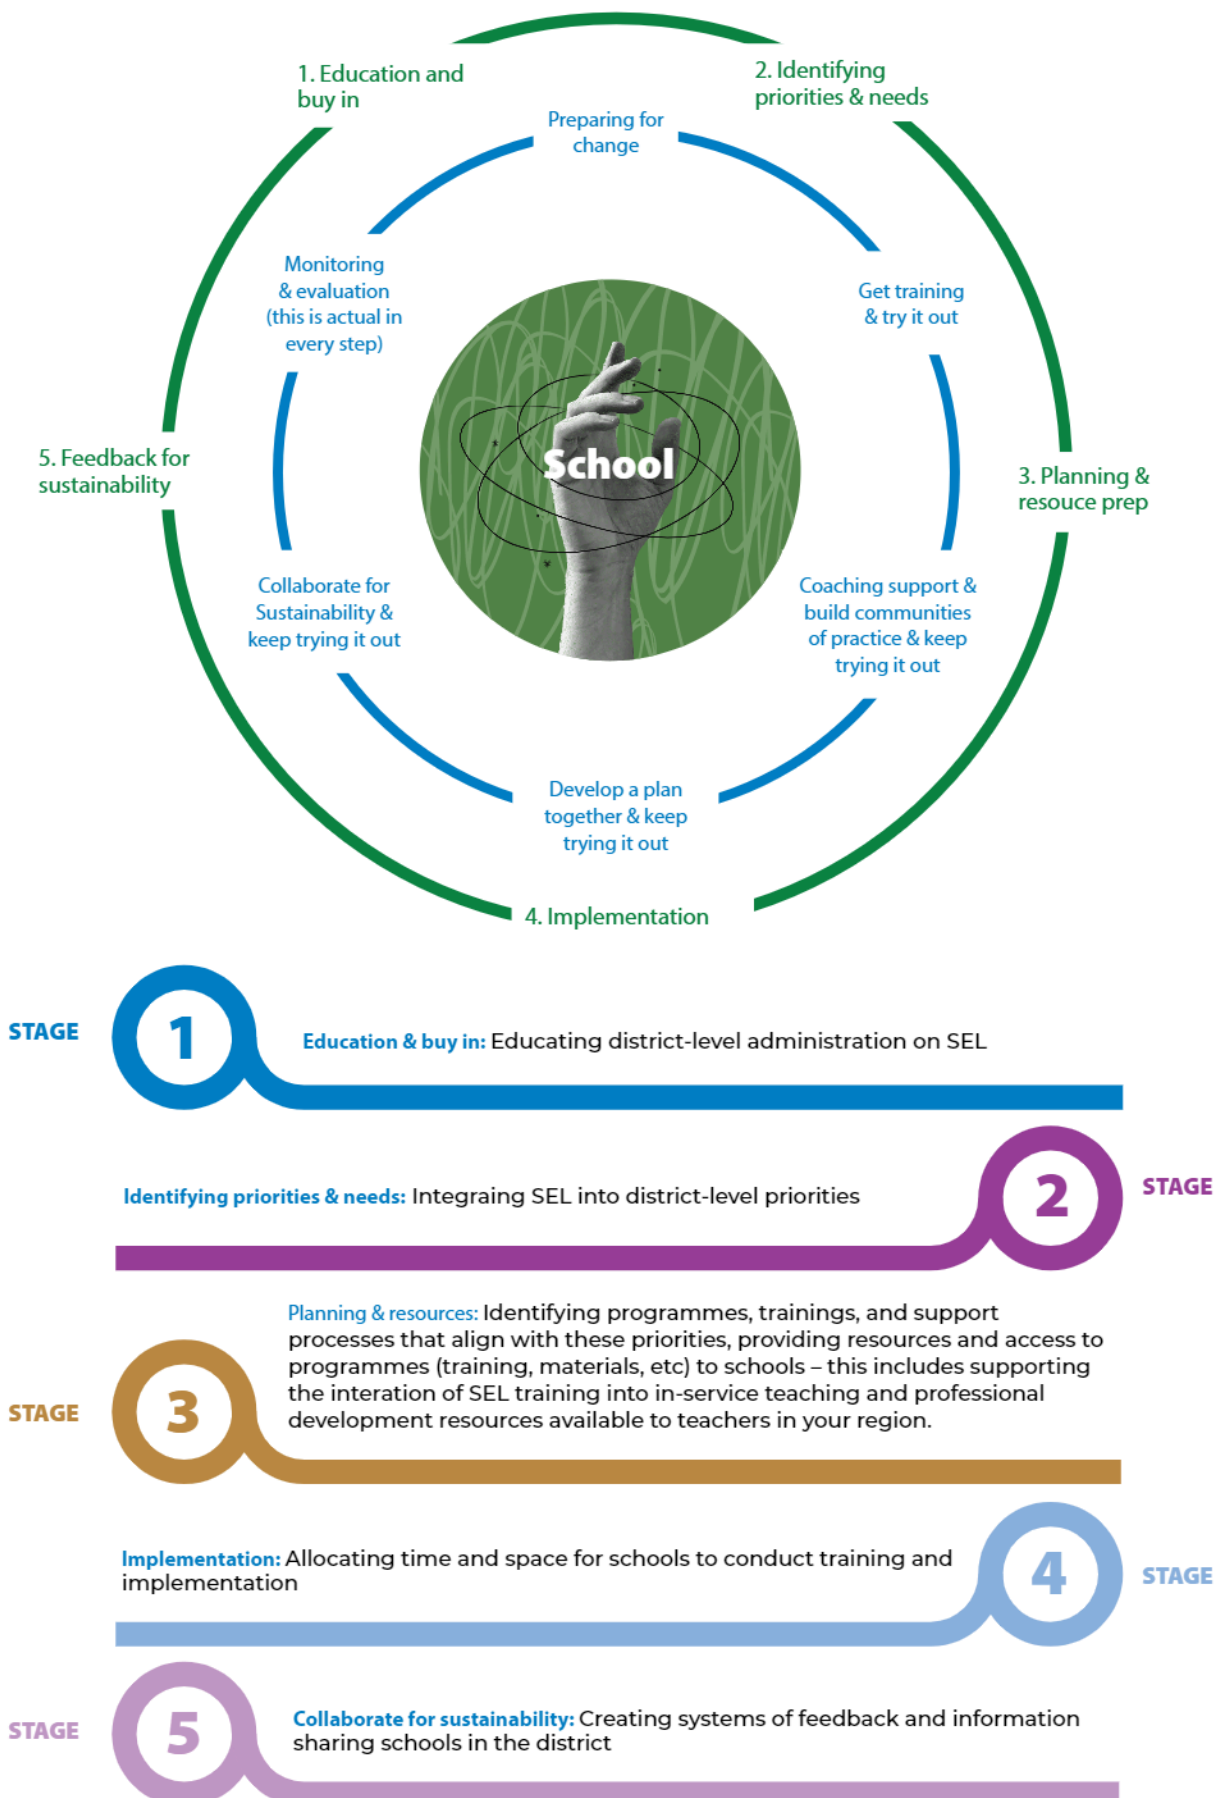 1. Education and
buy in
2. Identifying
priorities & needs
Preparing for
change
Monitoring
& evaluation
(this is actual in
every step)
Get training
& try it out
School
5. Feedback for
sustainability
3. Planning &
resouce prep
Collaborate for
Sustainability &
keep trying it out
Coaching support &
build communities
of practice & keep
trying it out
Develop a plan
together & keep
trying it out
4. Implementation
STAGE
1
Education & buy in: Educating district-level administration on SEL
Identifying priorities & needs: Integraing SEL into district-level priorities
2
STAGE
Planning & resources: Identifying programmes, trainings, and support
processes that align with these priorities, providing resources and access to
programmes (training, materials, etc) to schools – this includes supporting
the interation of SEL training into in-service teaching and professional
development resources available to teachers in your region.
STAGE
3
Implementation: Allocating time and space for schools to conduct training and
implementation
4
STAGE
STAGE
5
Collaborate for sustainability: Creating systems of feedback and information
sharing schools in the district